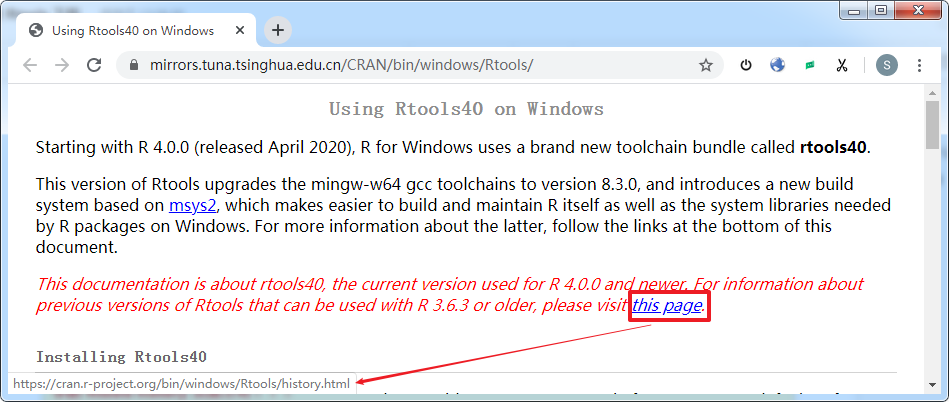 Using Rtools40 on Windows
mirrors.tuna.tsinghua.edu.cn/CRAN/bin/windows/Rtools/
S
Using Rtools40 on Windows
Starting with R 4.0.0 (released April 2020), R for Windows uses a brand new toolchain bundle called rtools40.
This version of Rtools upgrades the mingw-w64 gcc toolchains to version 8.3.0, and introduces a new build
system based on msys2, which makes easier to build and maintain R itself as well as the system libraries needed
by R packages on Windows. For more information about the latter, follow the links at the bottom of this
document.
This documentation is about rtools40, the current version used for R 4.0.0 and newer. For information about
previous versions of Rtools that can be used with R 3.6.3 or older, please visit this page.
Installing Rtools40
https://cran.r-project.org/bin/windows/Rtools/history.html